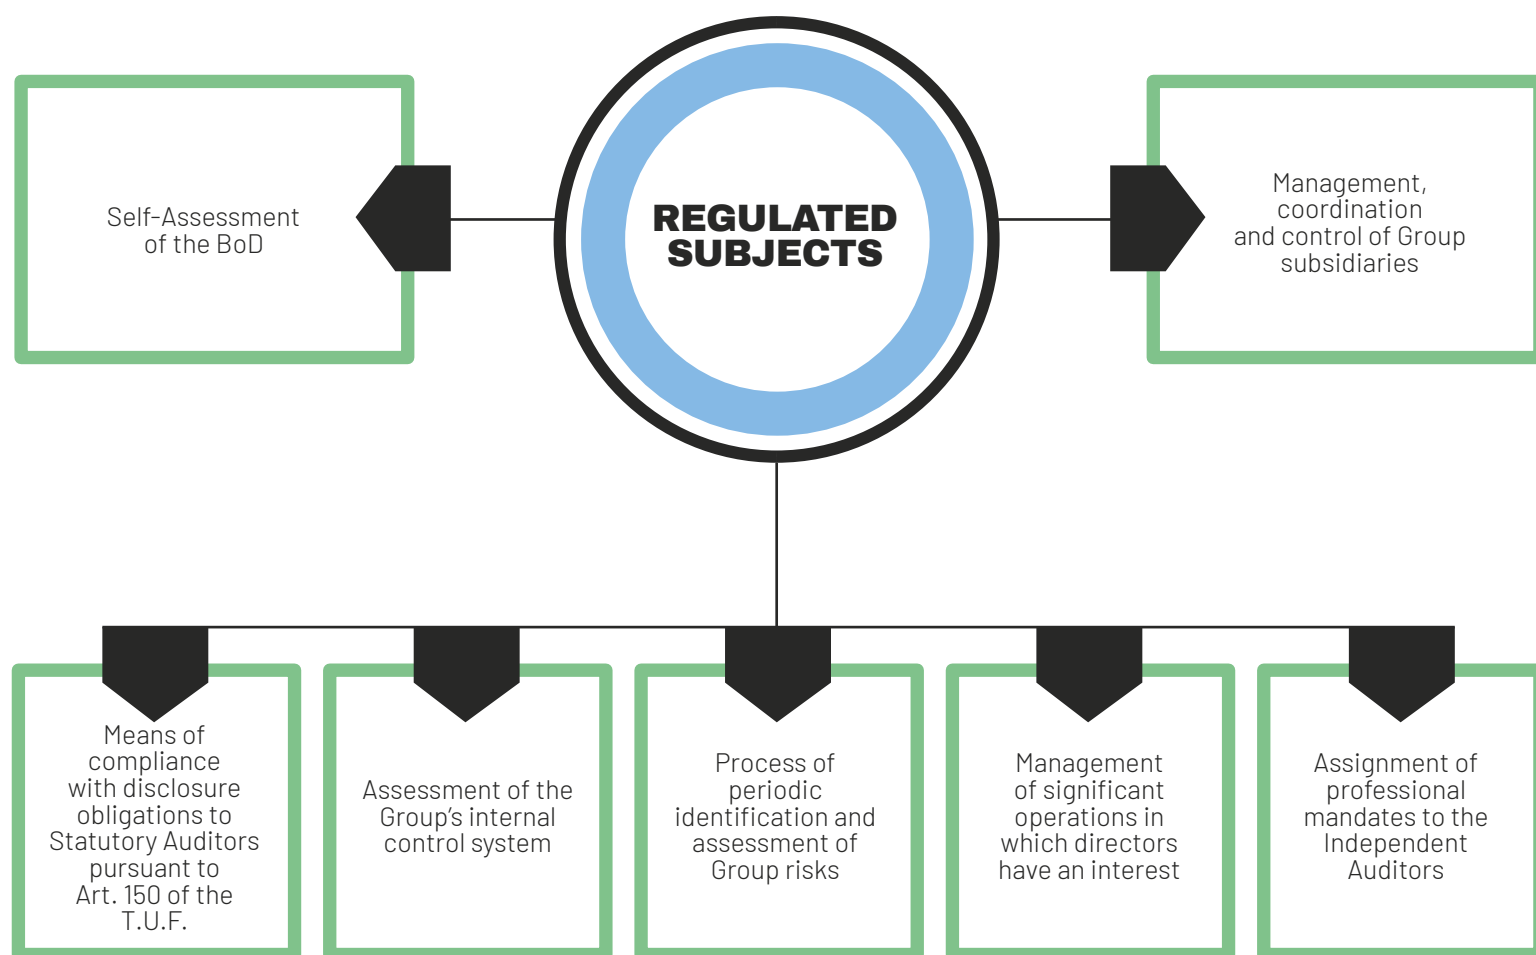 Self-Assessment
of the BoD
REGULATED
SUBJECTS
Management,
coordination
and control of Group
subsidiaries
Means of
compliance
with disclosure
obligations to
Statutory Auditors
pursuant to
Art. 150 of the
T.U.F.
Assessment of the
Group's internal
control system
Process of
periodic
identification and
assessment of
Group risks
Management
of significant
operations in
which directors
have an interest
Assignment of
professional
mandates to the
Independent
Auditors